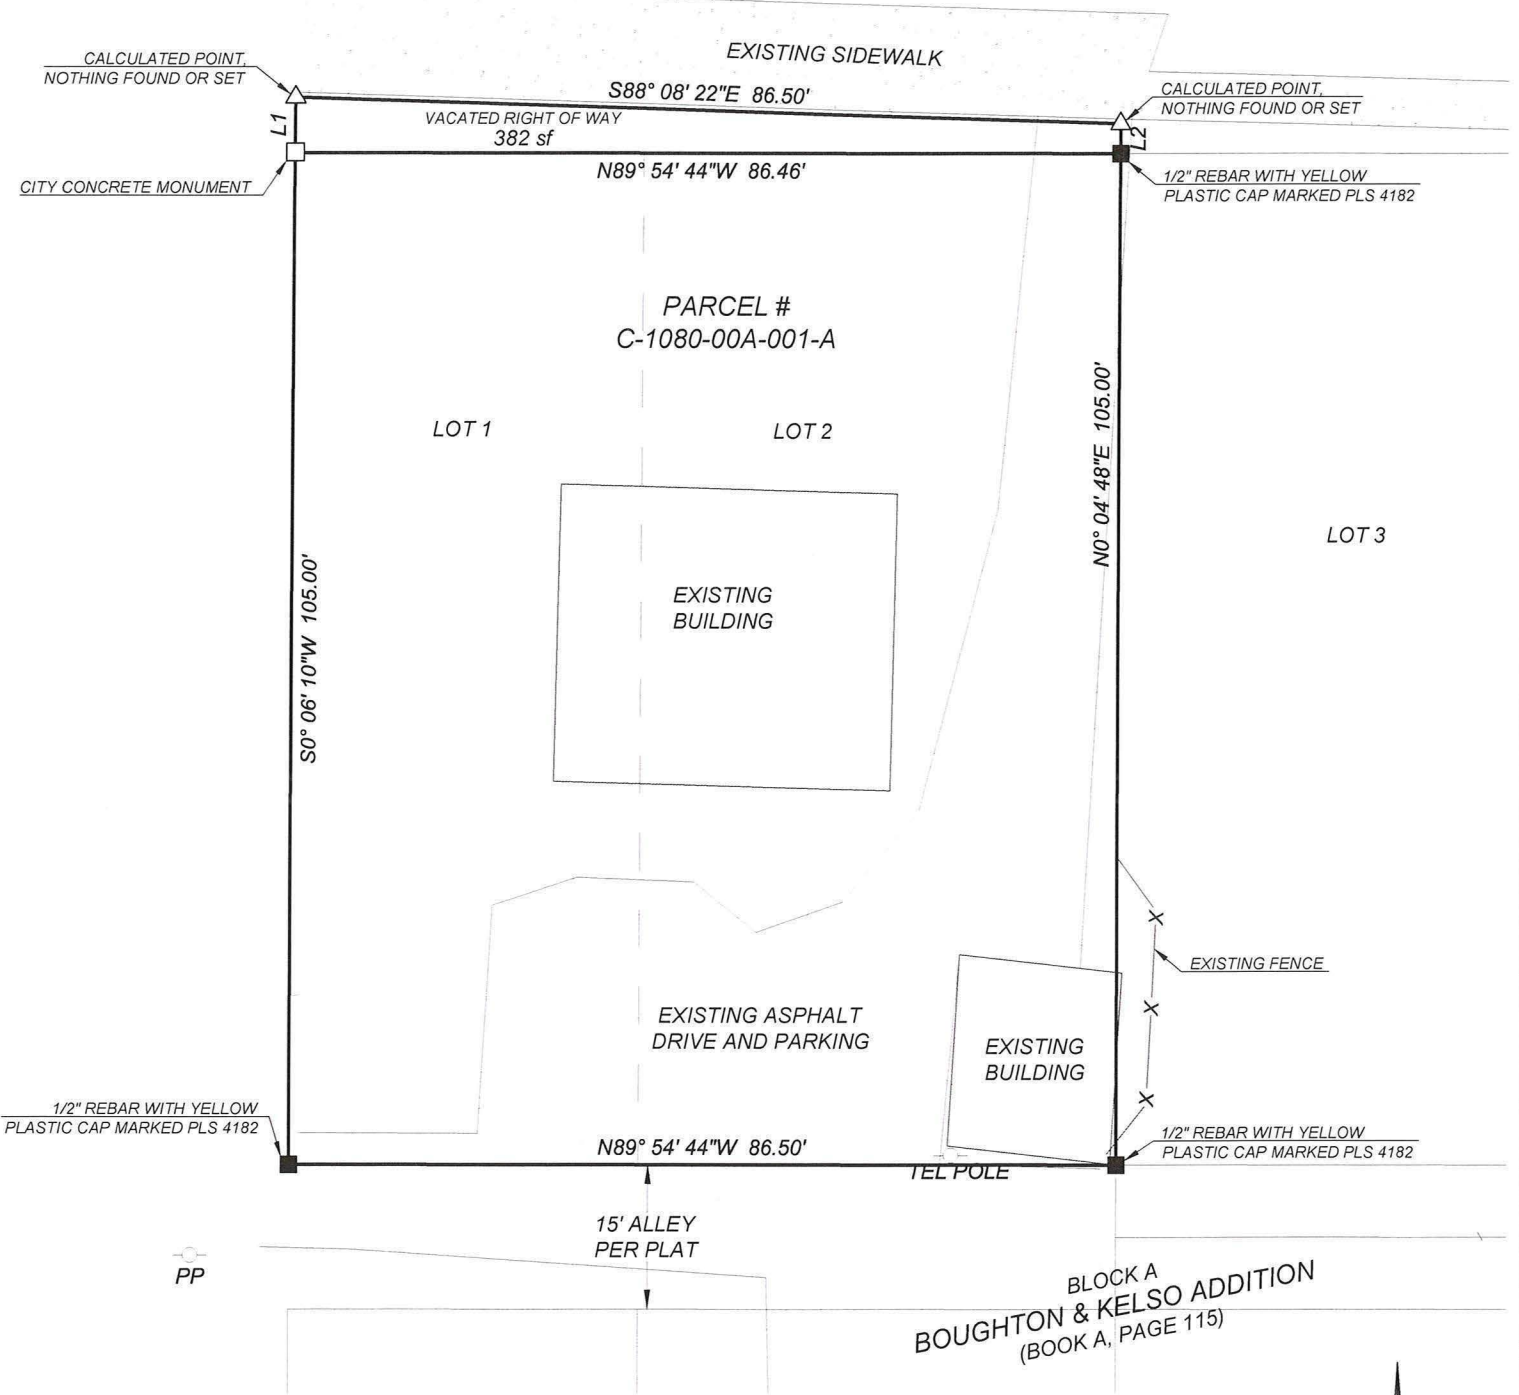 EXISTING SIDEWALK
CALCULATED POINT,
NOTHING FOUND OR SET
S88° 08' 22"E 86.50'
CALCULATED POINT,
NOTHING FOUND OR SET
L1
VACATED RIGHT OF WAY
382 sf
L2
N89° 54' 44"W 86.46'
CITY CONCRETE MONUMENT
1/2" REBAR WITH YELLOW
PLASTIC CAP MARKED PLS 4182
PARCEL #
C-1080-00A-001-A
LOT 1
LOT 2
N0° 04' 48"E 105.00'
LOT 3
S0° 06' 10"W 105.00'
EXISTING
BUILDING
X
EXISTING FENCE
X
EXISTING ASPHALT
DRIVE AND PARKING
EXISTING
BUILDING
X
1/2" REBAR WITH YELLOW
PLASTIC CAP MARKED PLS 4182
N89° 54' 44"W 86.50'
TEL POLE
1/2" REBAR WITH YELLOW
PLASTIC CAP MARKED PLS 4182
15' ALLEY
PER PLAT
PP
BLOCK A
BOUGHTON & KELSO ADDITION
(BOOK A, PAGE 115)